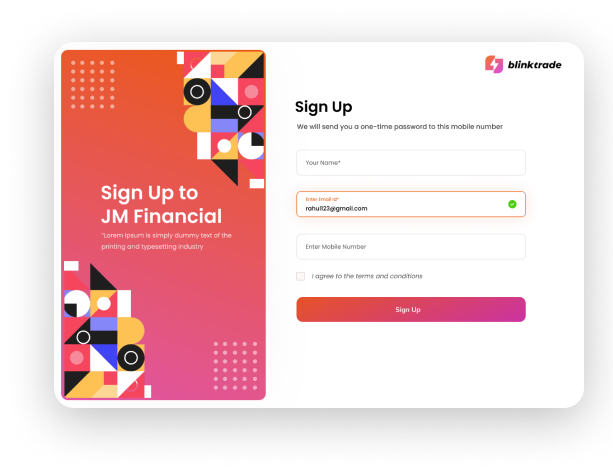 blinktrade
Sign Up
We will send you a one-time password to this mobile number
Your Name*
Enter Email Id*
rahul123@gmail.com
Enter Mobile Number
I agree to the terms and conditions
Sign Up
Sign Up to
JM Financial
"Lorem Ipsum is simply dummy text of the
printing and typesetting industry